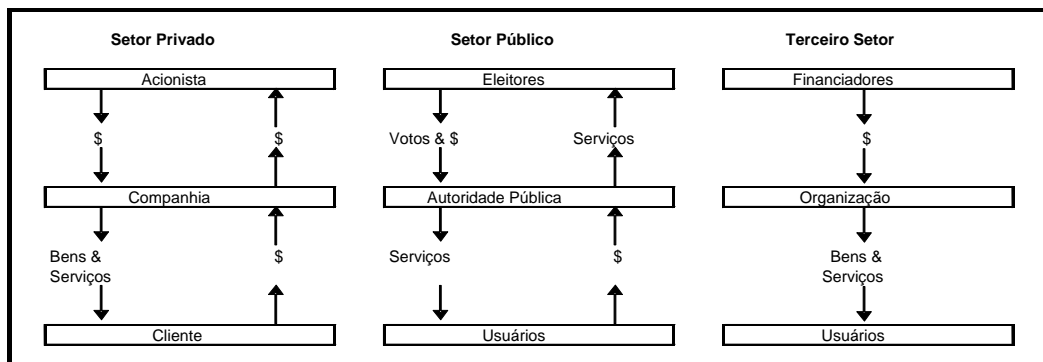 Setor Privado
Acionista
$
$
Companhia
Bens &
Serviços
$
Cliente
Setor Público
Eleitores
Votos & $
Serviços
Autoridade Pública
Serviços
$
Usuários
Terceiro Setor
Financiadores
$
Organização
Bens &
Serviços
Usuários